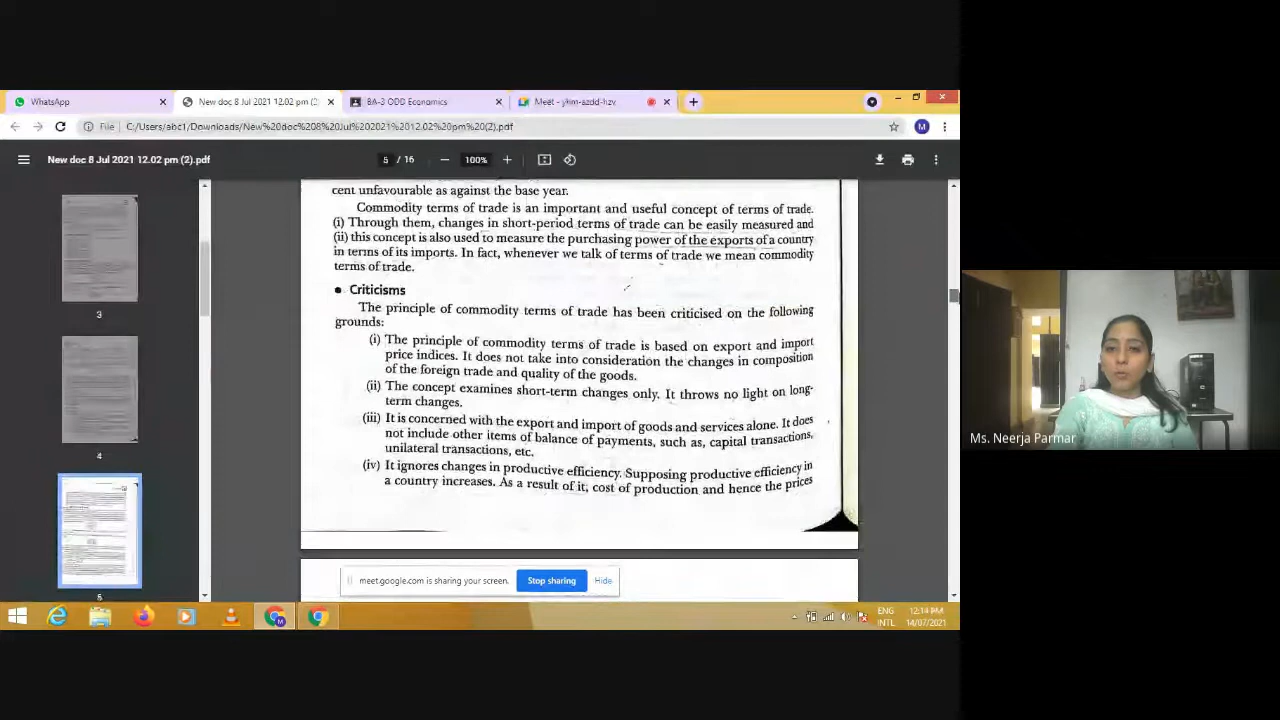 WhatsApp
New doc 8 Jul 2021 12.02 pm (2).
BA-3 ODD Economics
Meet - ykm-azdd-hzv
File
C:/Users/abc1/Downloads/New%20doc%208%20Jul%202021%2012.02%20pm%20(2).pdf
M
New doc 8 Jul 2021 12.02 pm (2).pdf
5 / 16
100%
3
4
5
cent unfavourable as against the base year.
Commodity terms of trade is an important and useful concept of terms of trade.
(i) Through them, changes in short-period terms of trade can be easily measured and
(ii) this concept is also used to measure the purchasing power of the exports of a country
in terms of its imports. In fact, whenever we talk of terms of trade we mean commodity
terms of trade.
• Criticisms
The principle of commodity terms of trade has been criticised on the following
grounds:
(i) The principle of commodity terms of trade is based on export and import
price indices. It does not take into consideration the changes in composition
of the foreign trade and quality of the goods.
(ii) The concept examines short-term changes only. It throws no light on long-
term changes.
(iii) It is concerned with the export and import of goods and services alone. It does
not include other items of balance of payments, such as, capital transactions,
unilateral transactions, etc.
(iv) It ignores changes in productive efficiency. Supposing productive efficiency in
a country increases. As a result of it, cost of production and hence the prices
meet.google.com is sharing your screen.
Stop sharing
Hide
ENG
INTL
12:14 PM
14/07/2021
Ms. Neerja Parmar